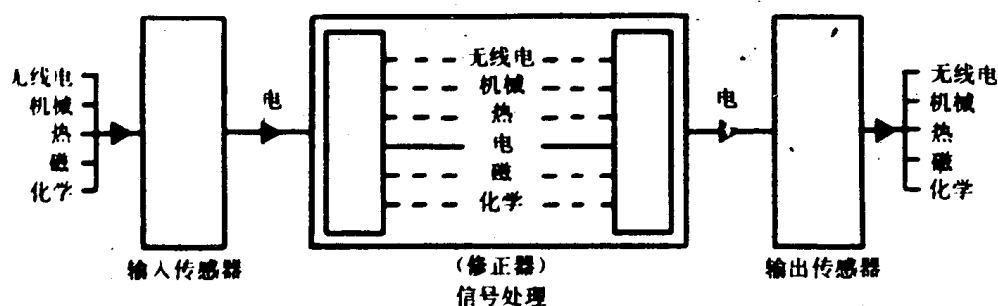 无线电
机械
热
磁
化学
输入传感器
电
无线电
机械
热
电
磁
化学
(修正器)
信号处理
电
输出传感器
无线电
机械
热
磁
化学